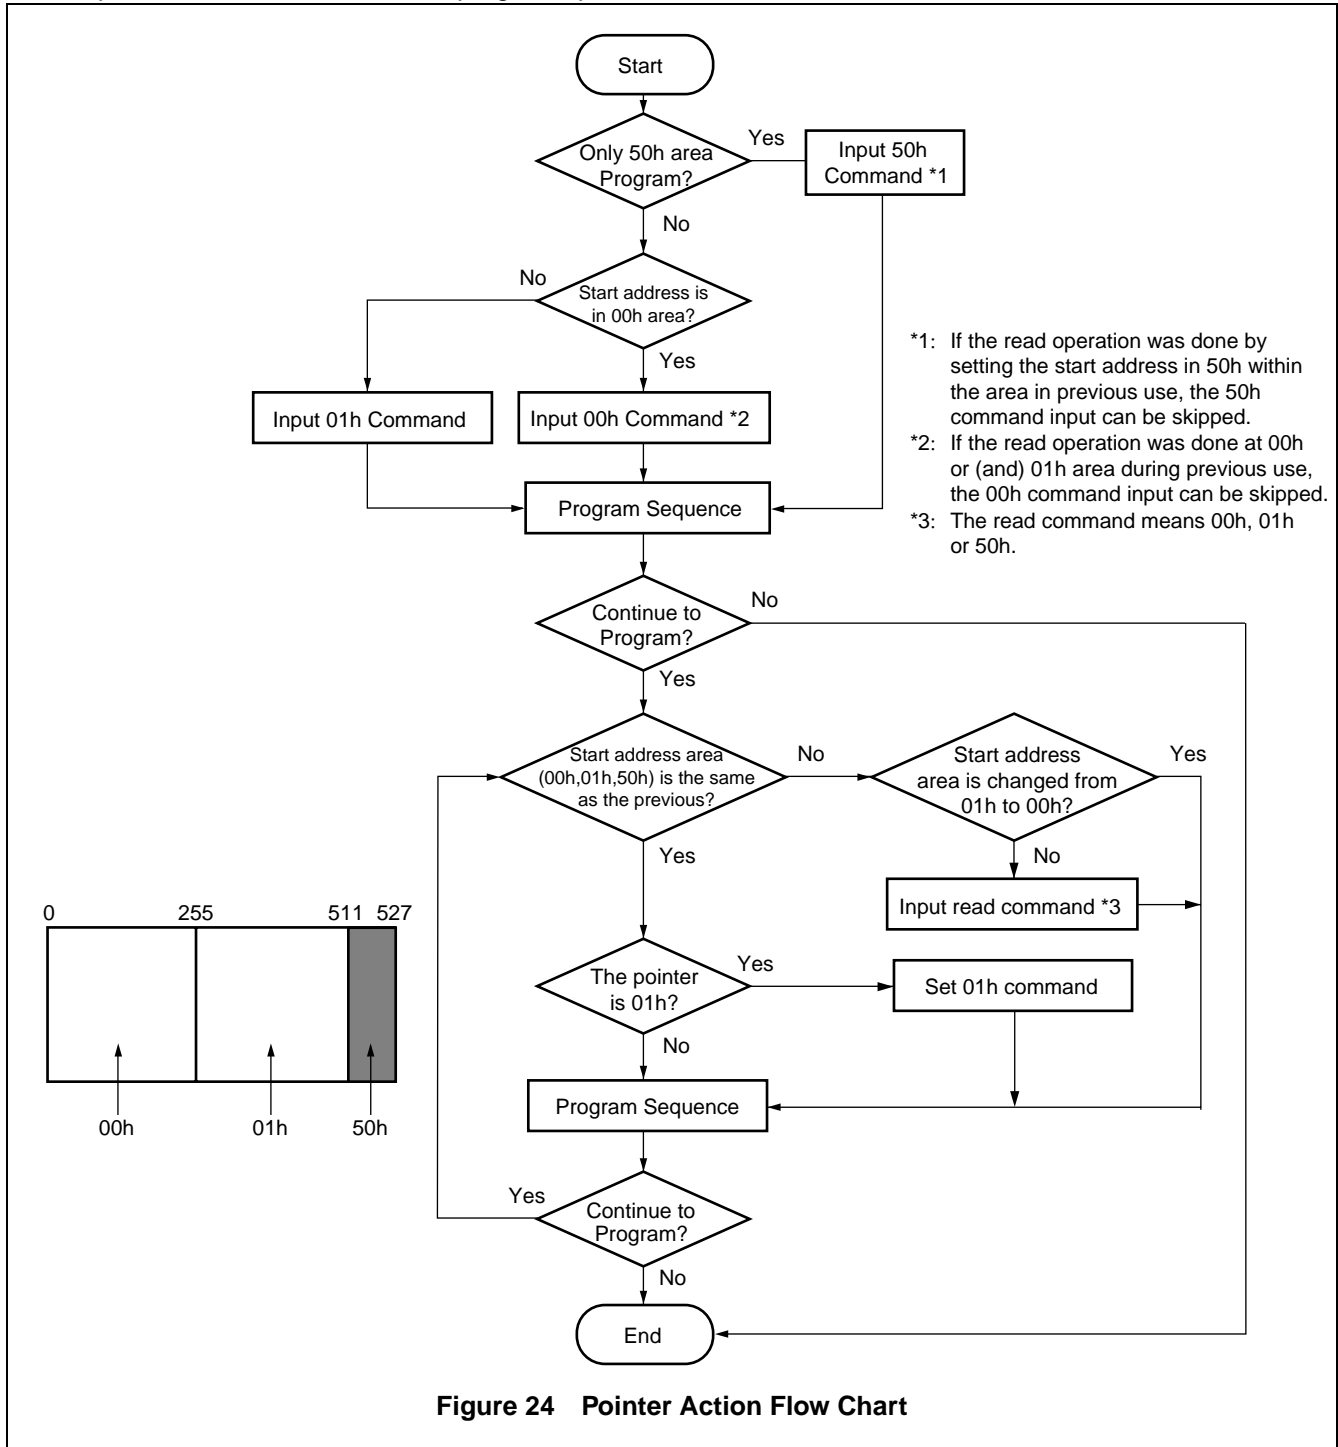 Start
Only 50h area
Program?
Yes
Input 50h
Command *1
No
No
Start address is
in 00h area?
Yes
Input 01h Command
Input 00h Command *2
*1: If the read operation was done by
setting the start address in 50h within
the area in previous use, the 50h
command input can be skipped.
*2: If the read operation was done at 00h
or (and) 01h area during previous use,
the 00h command input can be skipped.
*3: The read command means 00h, 01h
or 50h.
Program Sequence
Continue to
Program?
No
Yes
Start address area
(00h,01h,50h) is the same
as the previous?
No
Start address
area is changed from
01h to 00h?
Yes
Yes
No
Input read command *3
0 255 511 527
00h 01h 50h
The pointer
is 01h?
Yes
Set 01h command
No
Program Sequence
Yes
Continue to
Program?
No
End
Figure 24 Pointer Action Flow Chart